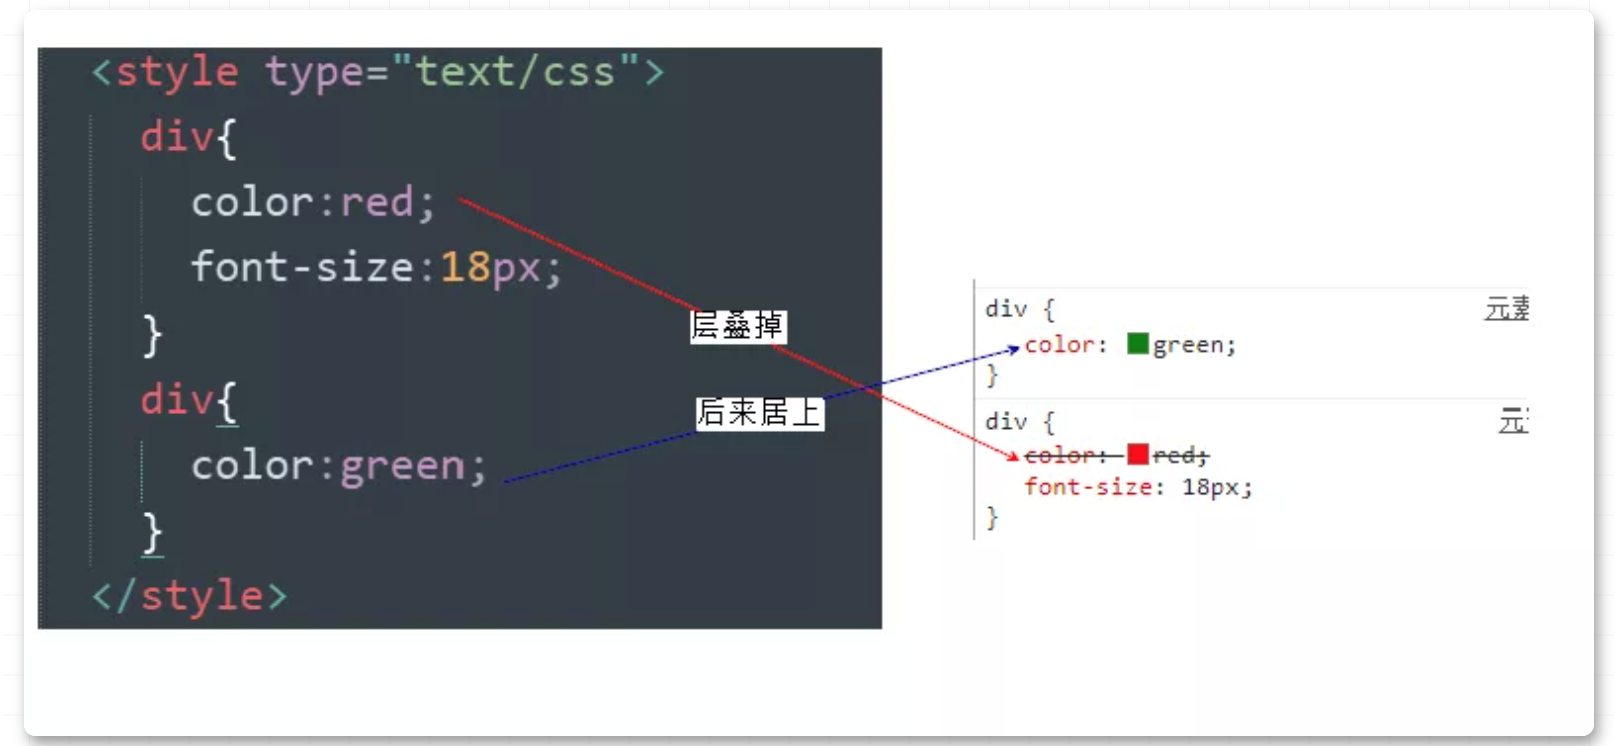 <style type="text/css">
div{
color:red;
font-size:18px;
}
div{
color:green;
}
</style>
层叠掉
后来居上
div {
元素
color: green;
}
div {
color: red;
font-size: 18px;
}